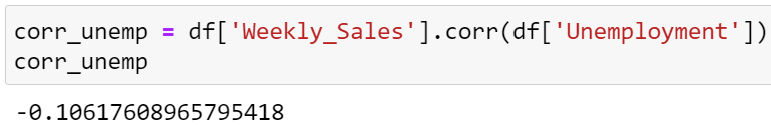 corr_unemp = df['Weekly_Sales'].corr(df['Unemployment'])
corr_unemp
-0.10617608965795418